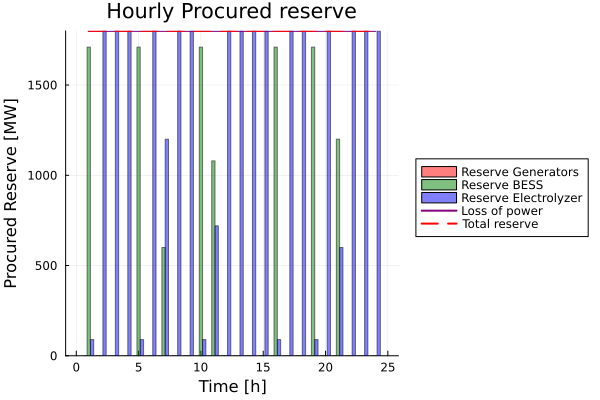 Hourly Procured reserve
Procured Reserve [MW]
1500
1000
500
0
0 5 10 15 20 25
Time [h]
Reserve Generators
Reserve BESS
Reserve Electrolyzer
Loss of power
Total reserve